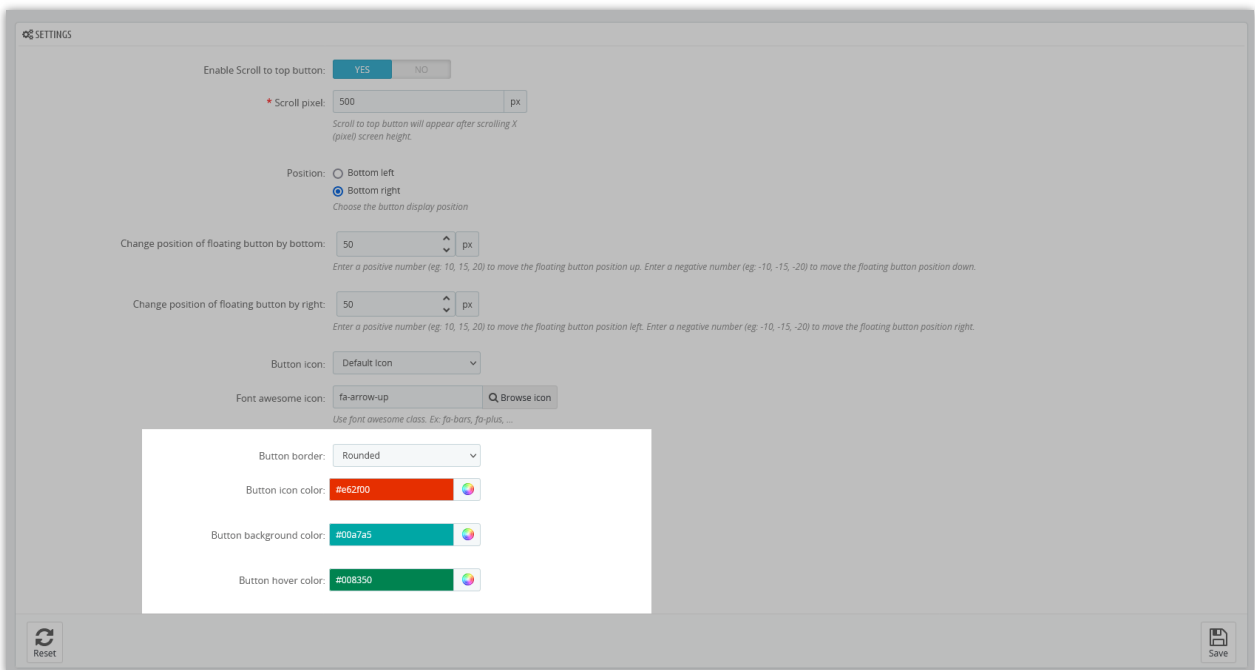 SETTINGS
Enable Scroll to top button: YES NO
* Scroll pixel: 500 px
Scroll to top button will appear after scrolling X
(pixel) screen height.
Position: Bottom left
Bottom right
Choose the button display position
Change position of floating button by bottom: 50 px
Enter a positive number (eg: 10, 15, 20) to move the floating button position up. Enter a negative number (eg: -10, -15, -20) to move the floating button position down.
Change position of floating button by right: 50 px
Enter a positive number (eg: 10, 15, 20) to move the floating button position left. Enter a negative number (eg: -10, -15, -20) to move the floating button position right.
Button icon: Default Icon
Font awesome icon: fa-arrow-up Browse icon
Use font awesome class. Ex: fa-bars, fa-plus, ...
Button border: Rounded
Button icon color: #e62f00
Button background color: #00a7a5
Button hover color: #008350
Reset Save